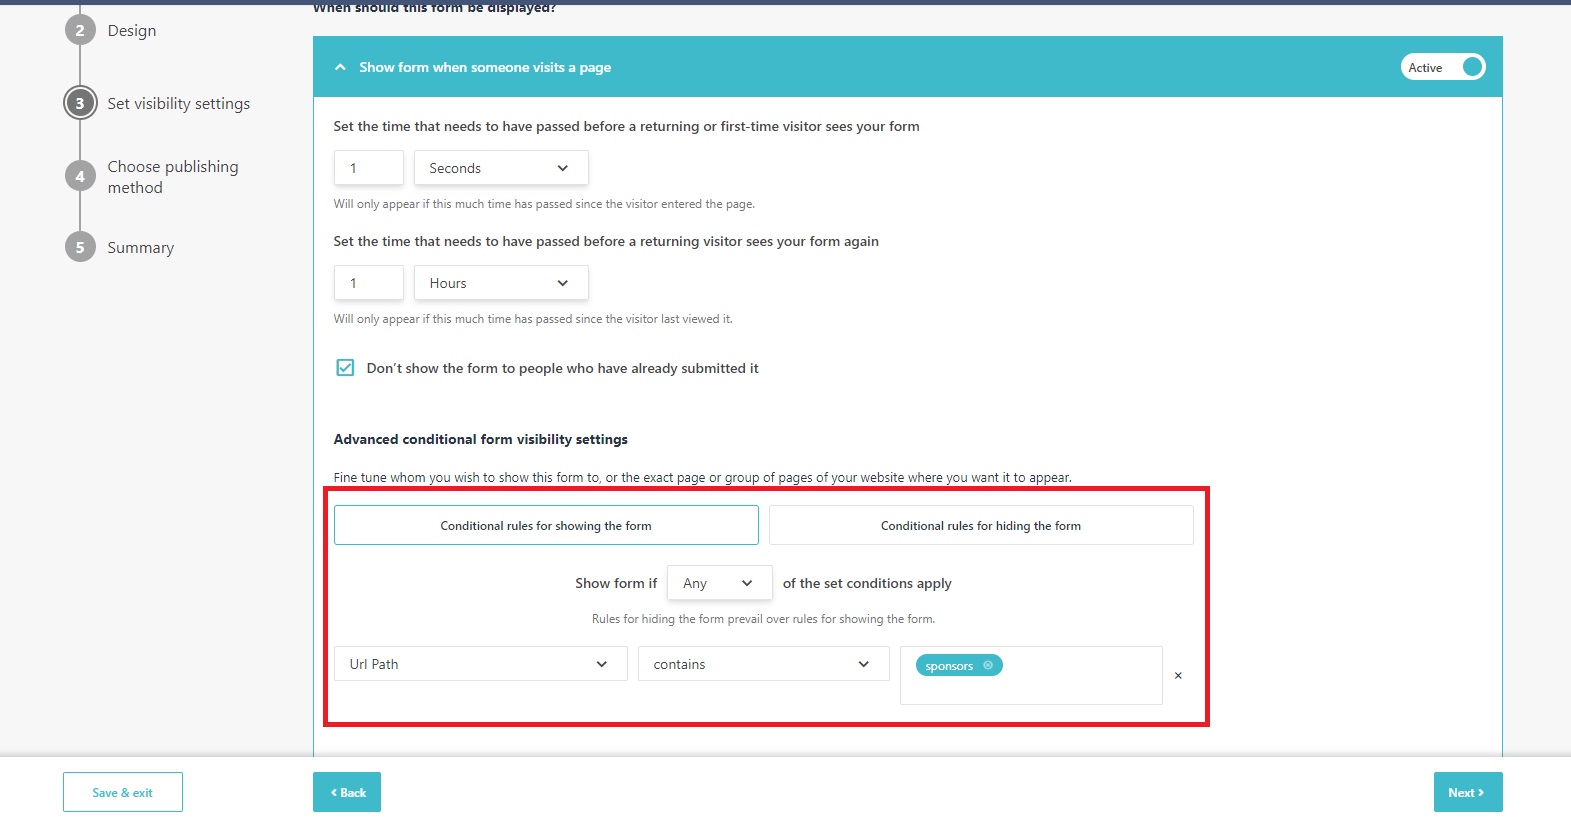 When should this form be displayed?
2 Design
Show form when someone visits a page
Active
3 Set visibility settings
Set the time that needs to have passed before a returning or first-time visitor sees your form
1 Seconds
Will only appear if this much time has passed since the visitor entered the page.
4 Choose publishing
method
5 Summary
Set the time that needs to have passed before a returning visitor sees your form again
1 Hours
Will only appear if this much time has passed since the visitor last viewed it.
Don't show the form to people who have already submitted it
Advanced conditional form visibility settings
Fine tune whom you wish to show this form to, or the exact page or group of pages of your website where you want it to appear.
Conditional rules for showing the form
Conditional rules for hiding the form
Show form if Any of the set conditions apply
Rules for hiding the form prevail over rules for showing the form.
Url Path contains sponsors
Save & exit
Back
Next